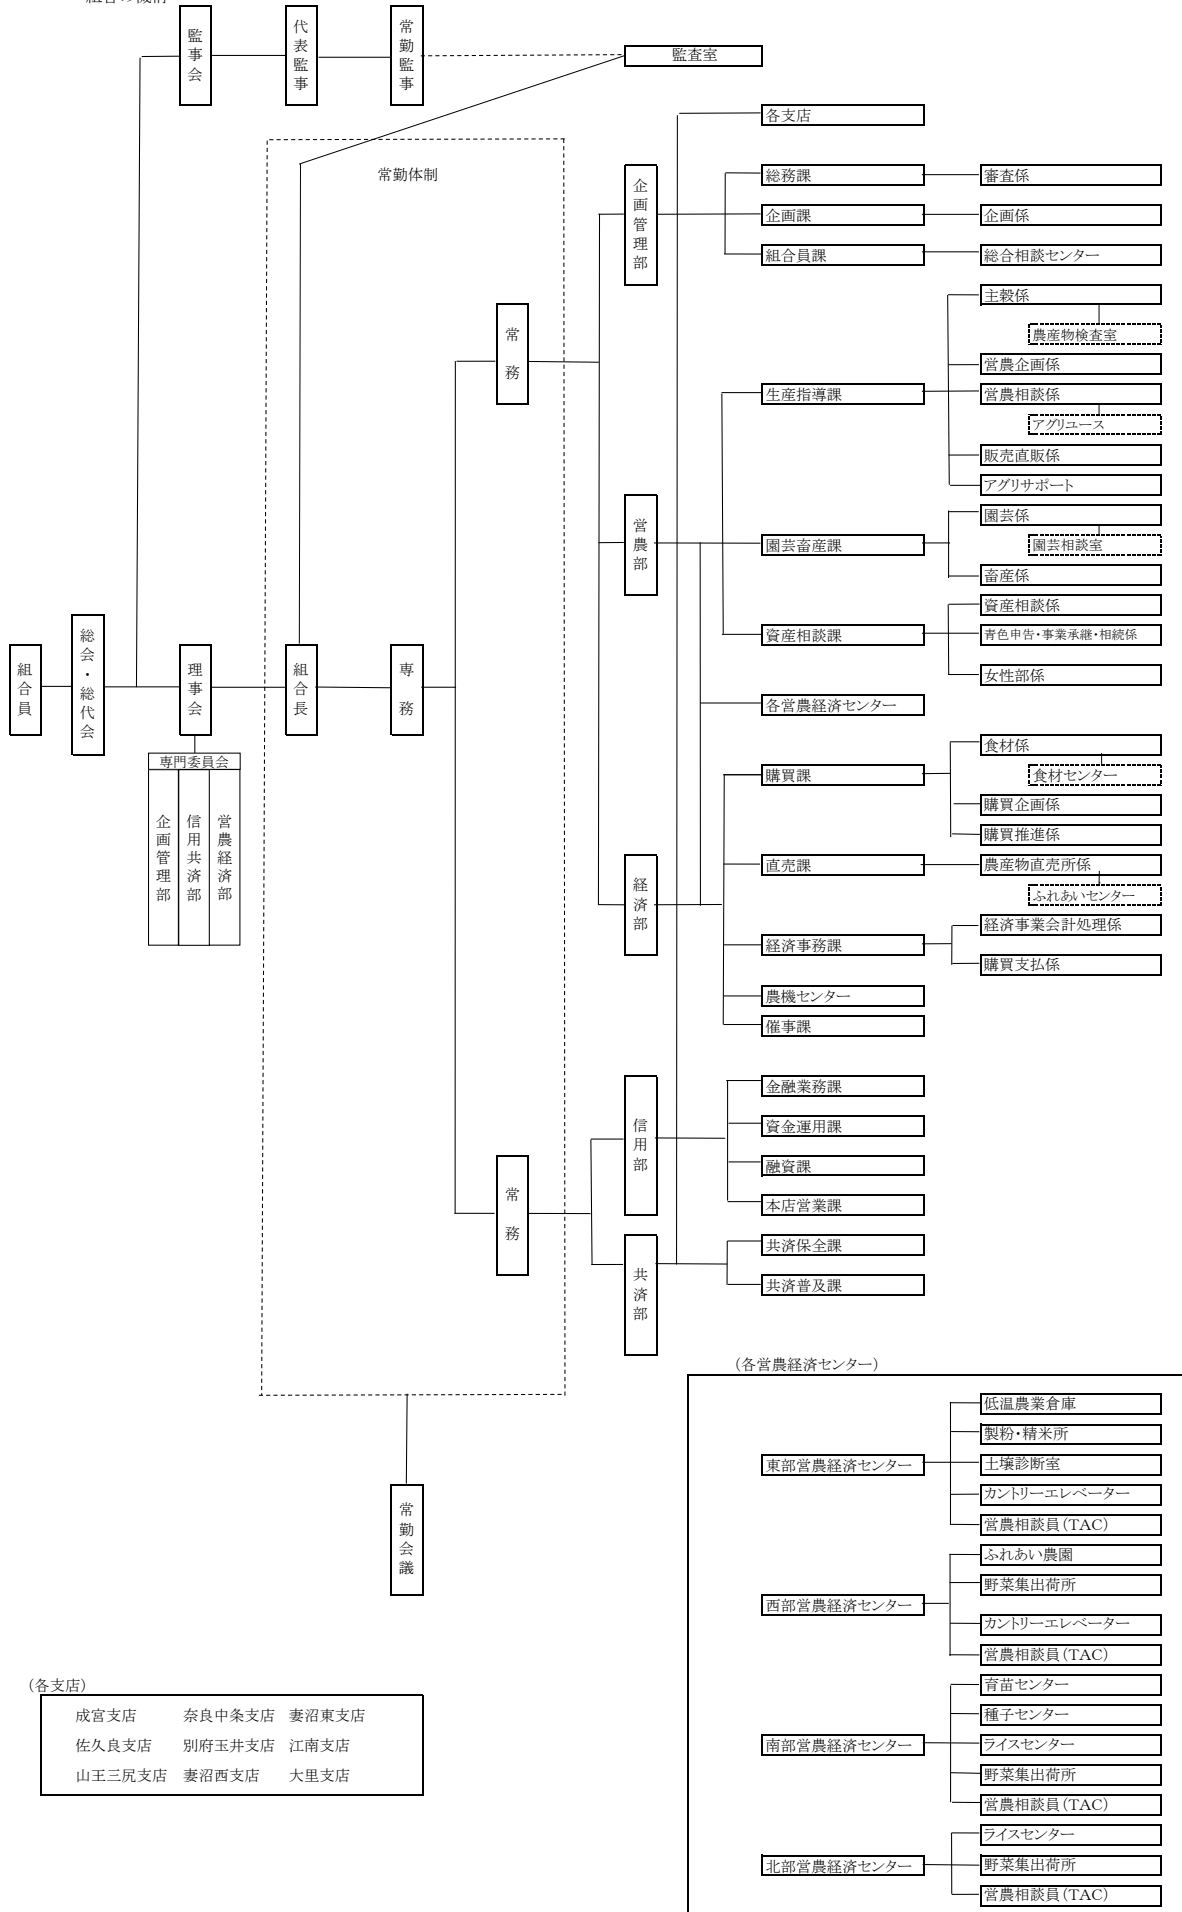 組合の機構
監事会
代表監事
常勤監事
監査室
各支店
常勤体制
企画管理部
総務課
審査係
企画課
企画係
組合員課
総合相談センター
主穀係
常務
農産物検査室
営農企画係
生産指導課
営農相談係
アグリユース
販売直販係
アグリサポート
営農部
園芸係
園芸畜産課
園芸相談室
畜産係
資産相談係
資産相談課
青色申告・事業承継・相続係
女性部係
組合員
総会・総代会
理事会
組合長
専務
各営農経済センター
専門委員会
企画管理部
信用共済部
営農経済部
食材係
購買課
食材センター
購買企画係
購買推進係
経済部
直売課
農産物直売所係
ふれあいセンター
経済事業会計処理係
経済事務課
購買支払係
農機センター
催事課
信用部
金融業務課
資金運用課
融資課
本店営業課
常務
共済部
共済保全課
共済普及課
(各営農経済センター)
低温農業倉庫
製粉・精米所
東部営農経済センター
土壌診断室
カントリーエレベーター
営農相談員(TAC)
常勤会議
ふれあい農園
野菜集出荷所
西部営農経済センター
カントリーエレベーター
営農相談員(TAC)
育苗センター
種子センター
南部営農経済センター
ライスセンター
野菜集出荷所
営農相談員(TAC)
ライスセンター
北部営農経済センター
野菜集出荷所
営農相談員(TAC)
(各支店)
成宮支店 奈良中条支店 妻沼東支店
佐久良支店 別府玉井支店 江南支店
山王三尻支店 妻沼西支店 大里支店